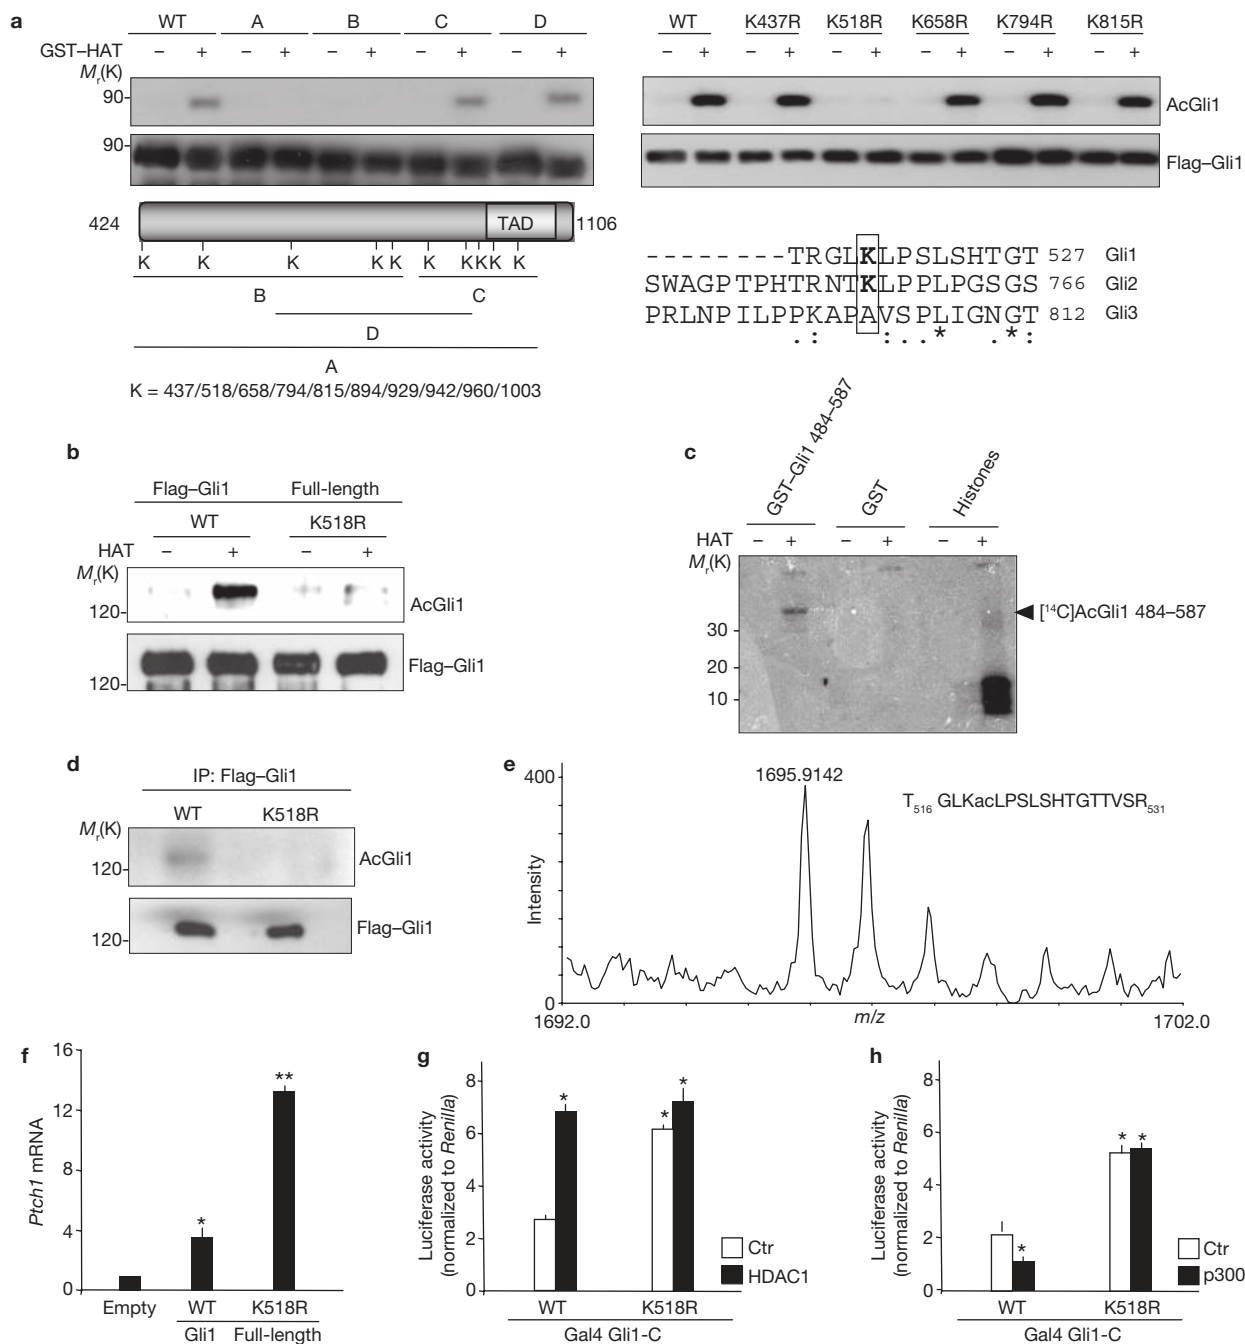 a
WT A B C D
GST–HAT – + – + – + – + – +
Mr(K)
90-
90-
WT K437R K518R K658R K794R K815R
– + – + – + – + – + – +
AcGli1
Flag–Gli1
424 TAD 1106
K K K K K K K K K K
B C
D
A
K = 437/518/658/794/815/894/929/942/960/1003
--------TRGLKLPSLSHTGT 527 Gli1
SWAGPTPHTRNTKLPPLPGSGS 766 Gli2
PRLNPILPPKAPAVSPLIGNGT 812 Gli3
. : : . . * . * :
b
Flag–Gli1 Full-length
WT K518R
HAT – + – +
Mr(K)
120-
AcGli1
120-
Flag–Gli1
c
GST–Gli1 484–587 GST Histones
HAT – + – + – +
Mr(K)
30
20
10
[14C]AcGli1 484–587
d
IP: Flag–Gli1
WT K518R
Mr(K)
120-
AcGli1
120-
Flag–Gli1
e
400
1695.9142
T516 GLKacLPSLSHTGTTVSR531
Intensity
0
1692.0 m/z 1702.0
f
16
12
8
4
0
Ptch1 mRNA
* **
Empty WT K518R
Gli1 Full-length
g
8
6
4
2
0
Luciferase activity
(normalized to Renilla)
* * *
Ctr
HDAC1
WT K518R
Gal4 Gli1-C
h
8
6
4
2
0
Luciferase activity
(normalized to Renilla)
* * *
Ctr
p300
WT K518R
Gal4 Gli1-C